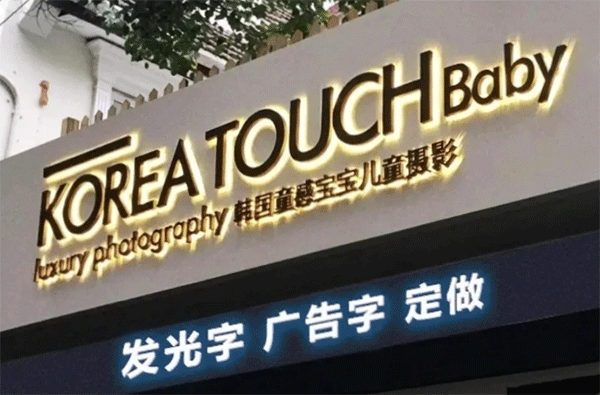 KOREA TOUCH Baby
luxury photography 韩国童感宝宝儿童摄影
发光字 广告字 定做